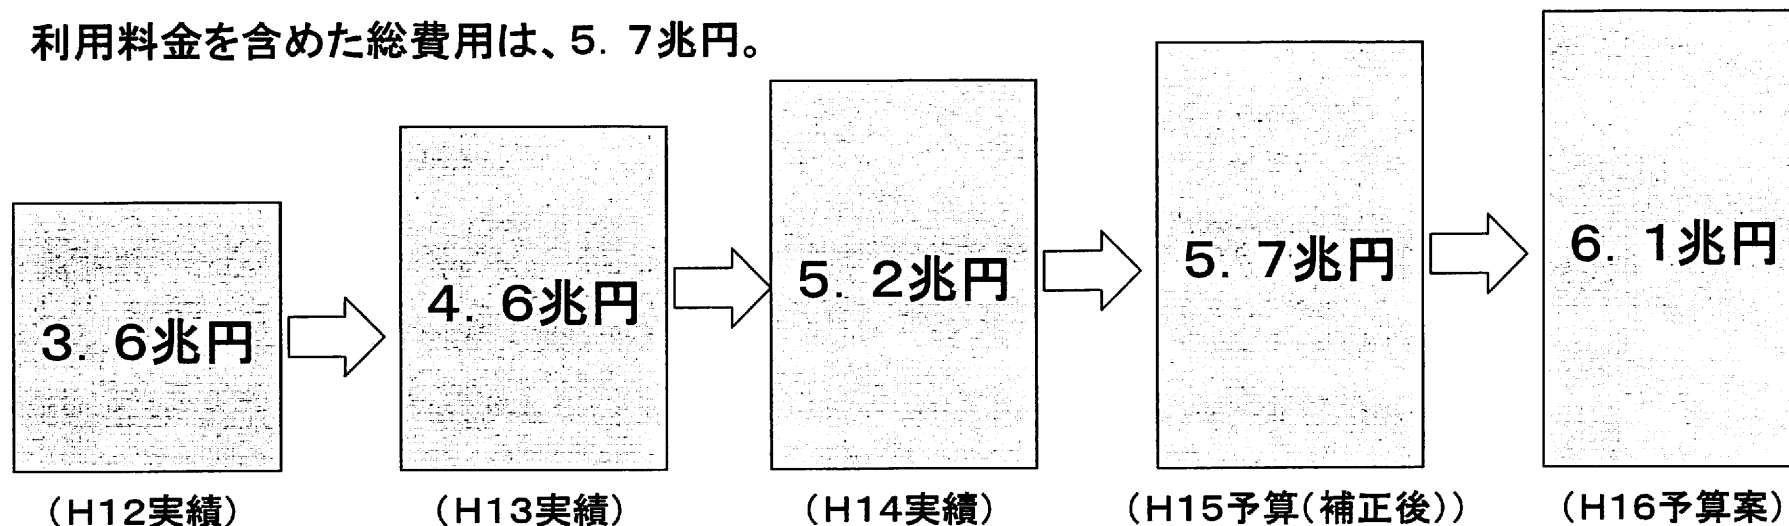 利用料金を含めた総費用は、5．7兆円。
3．6兆円
4．6兆円
5．2兆円
5．7兆円
6．1兆円
（H12実績）
（H13実績）
（H14実績）
（H15予算（補正後））
（H16予算案）